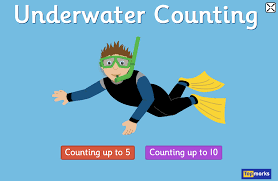 Underwater Counting
Counting up to 5
Counting up to 10
Topmarks